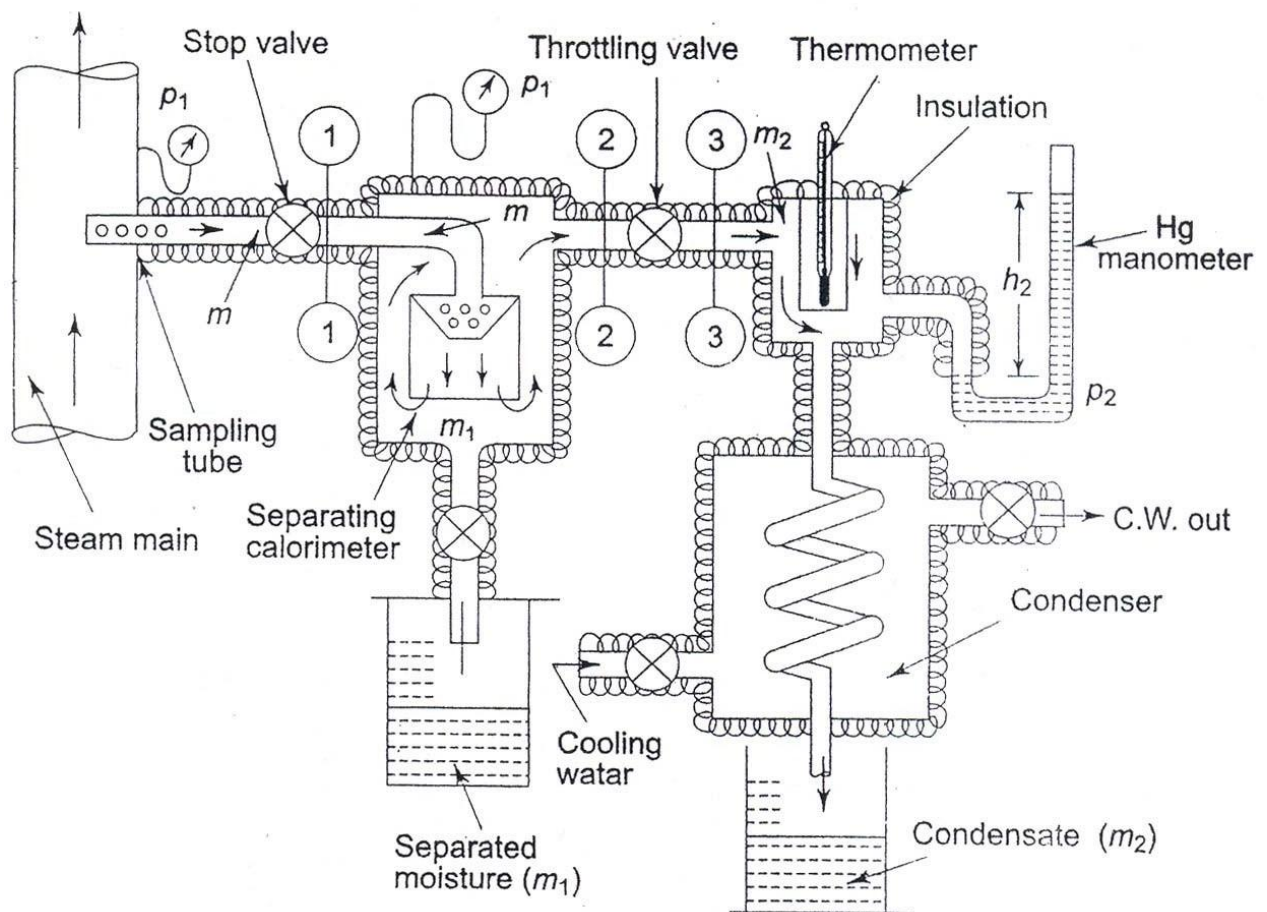 Stop valve
Throttling valve
Thermometer
p₁
p₁
Insulation
1
2
3
m₂
m
Hg
manometer
h₂
m
1
2
3
p₂
m₁
Sampling
tube
Separating
calorimeter
Steam main
C.W. out
Condenser
Cooling
watar
Separated
moisture (m₁)
Condensate (m₂)